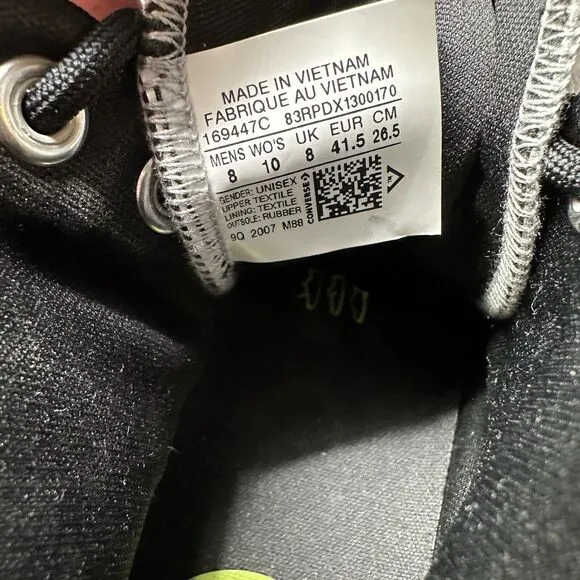 MADE IN VIETNAM
FABRIQUE AU VIETNAM
169447C 83RPDX1300170
MENS WO'S UK EUR CM
8 10 8 41.5 26.5
GENDER: UNISEX
UPPER: TEXTILE
LINING: TEXTILE
OUTSOLE: RUBBER
CONVERSE
9Q 2007 M88